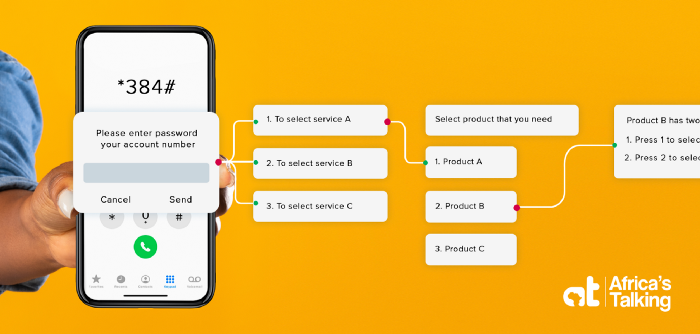 *384#
Please enter password
your account number
Cancel
Send
* 0 #
Keypad
1. To select service A
2. To select service B
3. To select service C
Select product that you need
1. Product A
2. Product B
3. Product C
Product B has two
1. Press 1 to selec
2. Press 2 to selec
at
Africa's
Talking